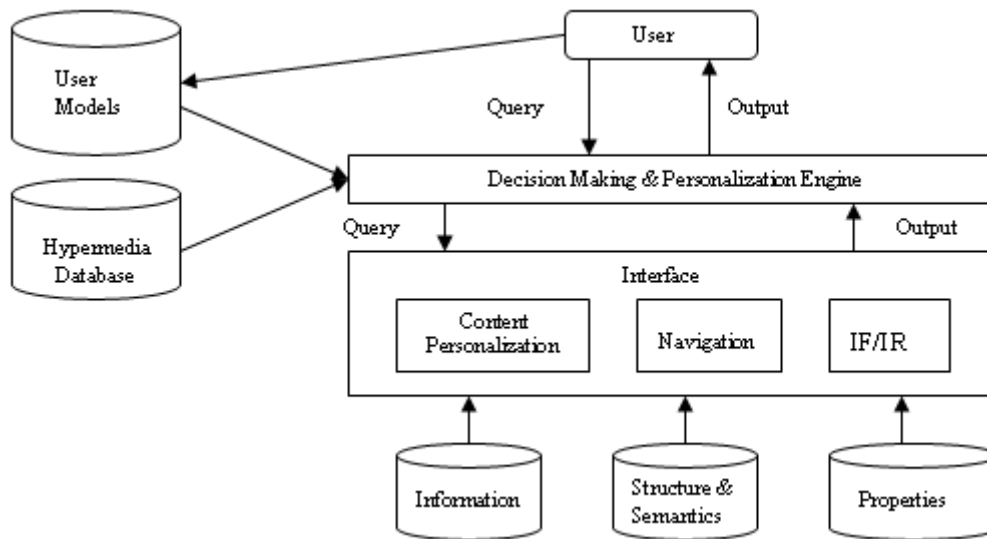 User
Models
User
Query
Output
Decision Making & Personalization Engine
Hypermedia
Database
Query
Output
Interface
Content
Personalization
Navigation
IF/IR
Information
Structure &
Semantics
Properties